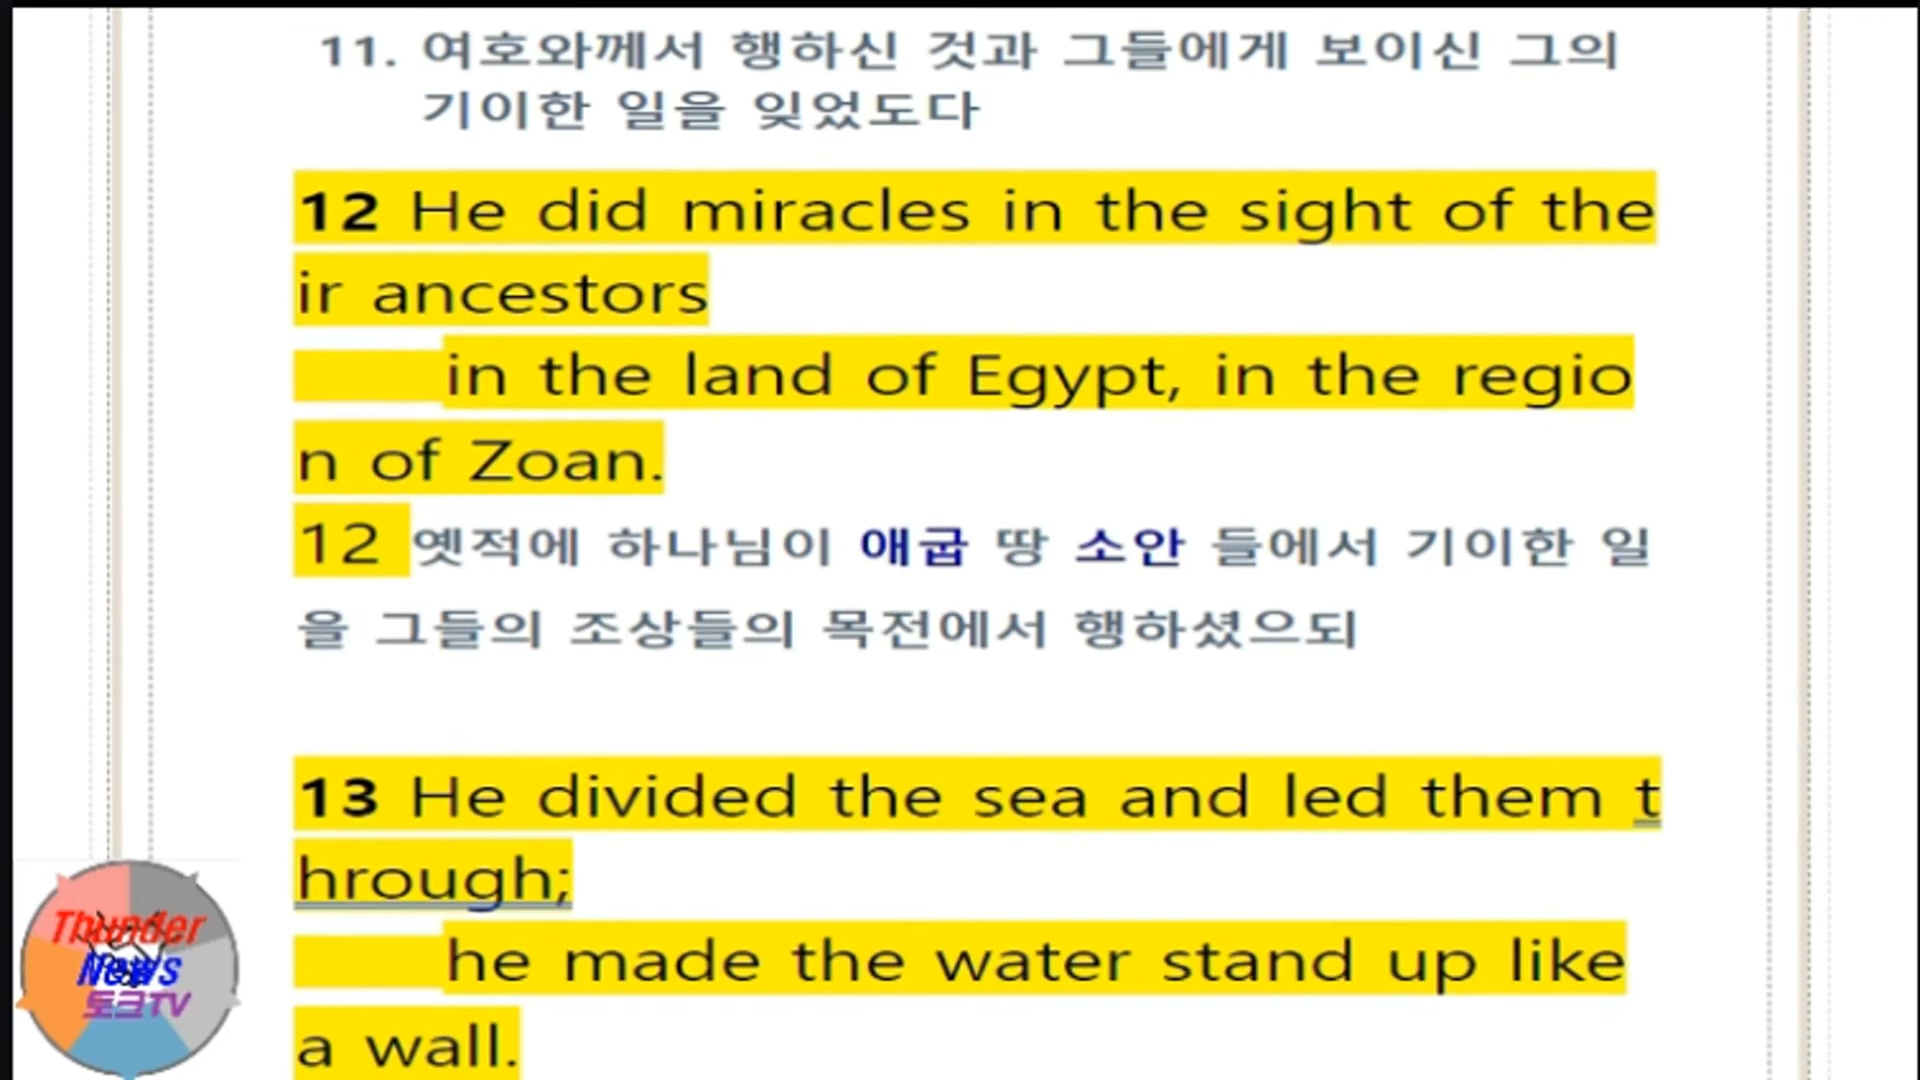 11. 여호와께서 행하신 것과 그들에게 보이신 그의
기이한 일을 잊었도다
12 He did miracles in the sight of the
ir ancestors
in the land of Egypt, in the regio
n of Zoan.
12 옛적에 하나님이 애굽 땅 소안 들에서 기이한 일
을 그들의 조상들의 목전에서 행하셨으되
13 He divided the sea and led them t
hrough;
he made the water stand up like
a wall.
Thunder
News
토크TV